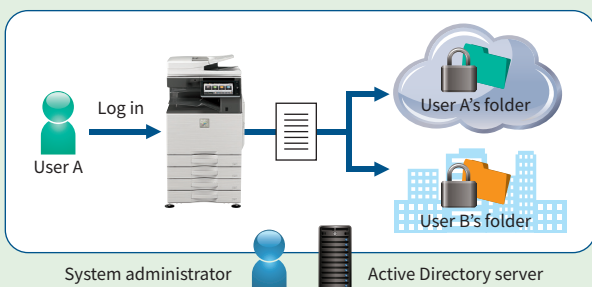 Log in
User A
User A's folder
User B's folder
System administrator
Active Directory server